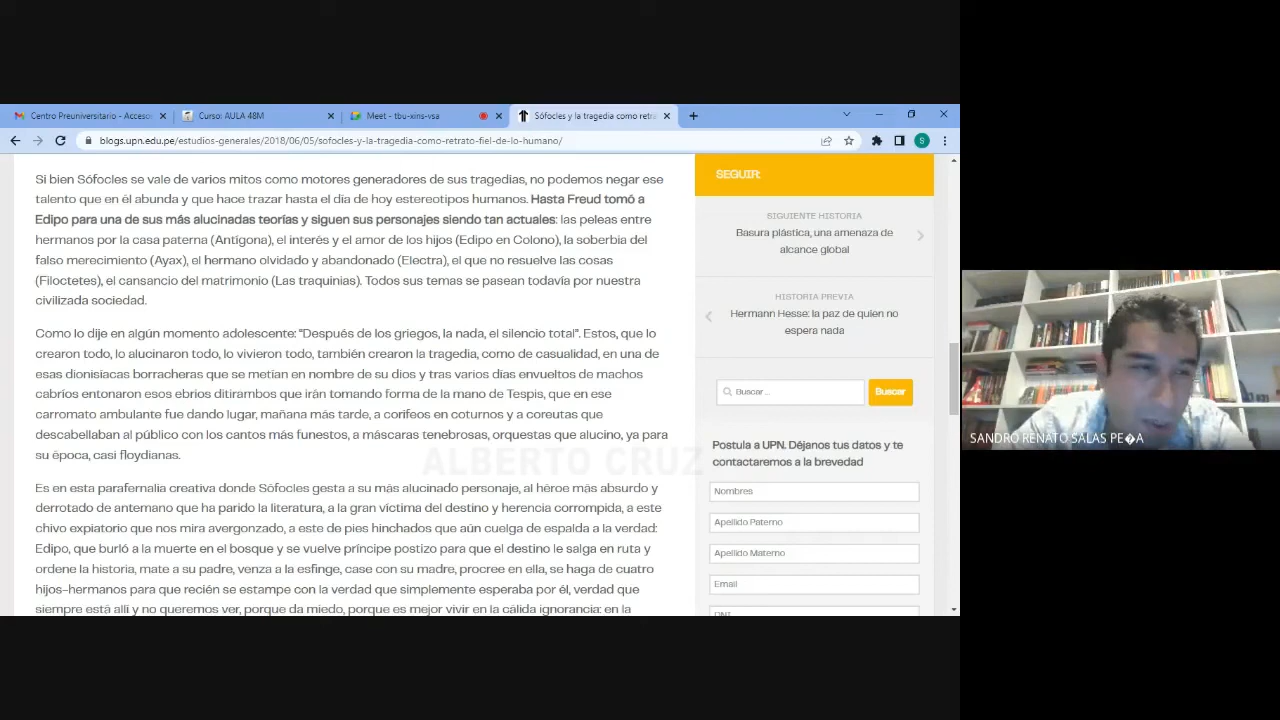 Centro Preuniversitario - Acceso
Curso: AULA 48M
Meet - tbu-xins-vsa
Sófocles y la tragedia como retra
blogs.upn.edu.pe/estudios-generales/2018/06/05/sofocles-y-la-tragedia-como-retrato-fiel-de-lo-humano/
S
Si bien Sófocles se vale de varios mitos como motores generadores de sus tragedias, no podemos negar ese
talento que en él abunda y que hace trazar hasta el día de hoy estereotipos humanos. Hasta Freud tomó a
Edipo para una de sus más alucinadas teorías y siguen sus personajes siendo tan actuales: las peleas entre
hermanos por la casa paterna (Antígona), el interés y el amor de los hijos (Edipo en Colono), la soberbia del
falso merecimiento (Ayax), el hermano olvidado y abandonado (Electra), el que no resuelve las cosas
(Filoctetes), el cansancio del matrimonio (Las traquinias). Todos sus temas se pasean todavía por nuestra
civilizada sociedad.
Como lo dije en algún momento adolescente: "Después de los griegos, la nada, el silencio total". Estos, que lo
crearon todo, lo alucinaron todo, lo vivieron todo, también crearon la tragedia, como de casualidad, en una de
esas dionisiacas borracheras que se metían en nombre de su dios y tras varios días envueltos de machos
cabríos entonaron esos ebrios ditirambos que irán tomando forma de la mano de Tespis, que en ese
carromato ambulante fue dando lugar, mañana más tarde, a corifeos en coturnos y a coreutas que
descabellaban al público con los cantos más funestos, a máscaras tenebrosas, orquestas que alucino, ya para
su época, casi floydianas.
Es en esta parafernalia creativa donde Sófocles gesta a su más alucinado personaje, al héroe más absurdo y
derrotado de antemano que ha parido la literatura, a la gran víctima del destino y herencia corrompida, a este
chivo expiatorio que nos mira avergonzado, a este de pies hinchados que aún cuelga de espalda a la verdad:
Edipo, que burló a la muerte en el bosque y se vuelve príncipe postizo para que el destino le salga en ruta y
ordene la historia, mate a su padre, venza a la esfinge, case con su madre, procree en ella, se haga de cuatro
hijos-hermanos para que recién se estampe con la verdad que simplemente esperaba por él, verdad que
siempre está allí y no queremos ver, porque da miedo, porque es mejor vivir en la cálida ignorancia: en la
ALBERTO CRUZ
SEGUIR:
SIGUIENTE HISTORIA
Basura plástica, una amenaza de
alcance global
HISTORIA PREVIA
Hermann Hesse: la paz de quien no
espera nada
Buscar ...
Buscar
Postula a UPN. Déjanos tus datos y te
contactaremos a la brevedad
Nombres
Apellido Paterno
Apellido Materno
Email
DNI
SANDRO RENATO SALAS PE�A